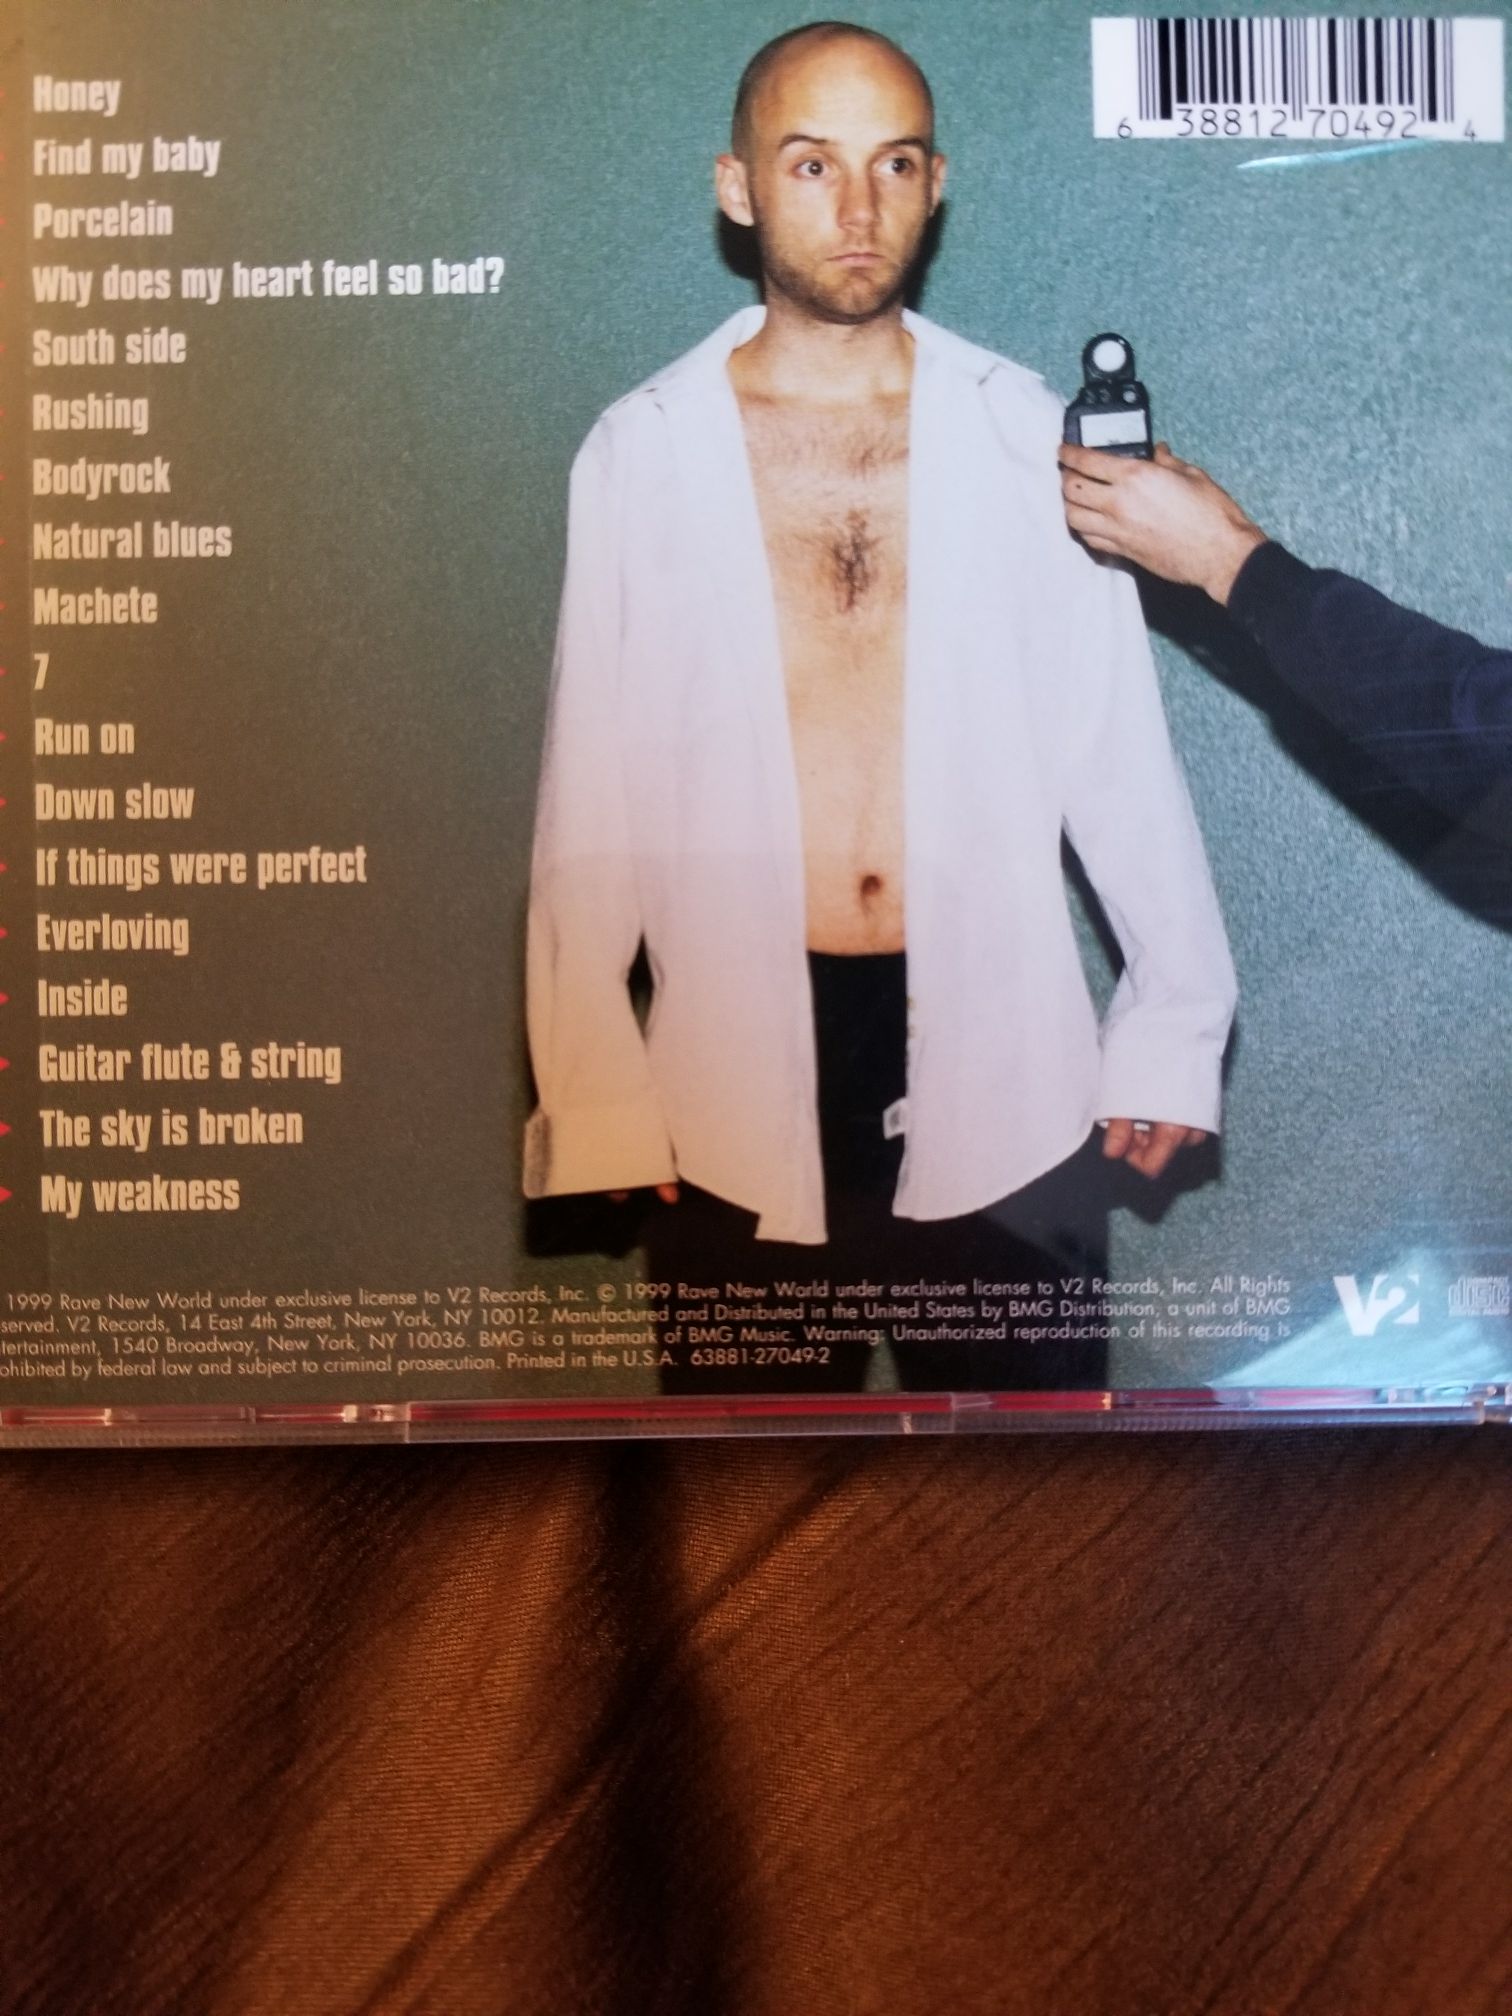 6 38812 70492 4
Honey
Find my baby
Porcelain
Why does my heart feel so bad?
South side
Rushing
Bodyrock
Natural blues
Machete
7
Run on
Down slow
If things were perfect
Everloving
Inside
Guitar flute & string
The sky is broken
My weakness
1999 Rave New World under exclusive license to V2 Records, Inc. © 1999 Rave New World under exclusive license to V2 Records, Inc. All Rights
served. V2 Records, 14 East 4th Street, New York, NY 10012. Manufactured and Distributed in the United States by BMG Distribution, a unit of BMG
tertainment, 1540 Broadway, New York, NY 10036. BMG is a trademark of BMG Music. Warning: Unauthorized reproduction of this recording is
ohibited by federal law and subject to criminal prosecution. Printed in the U.S.A. 63881-27049-2
V2